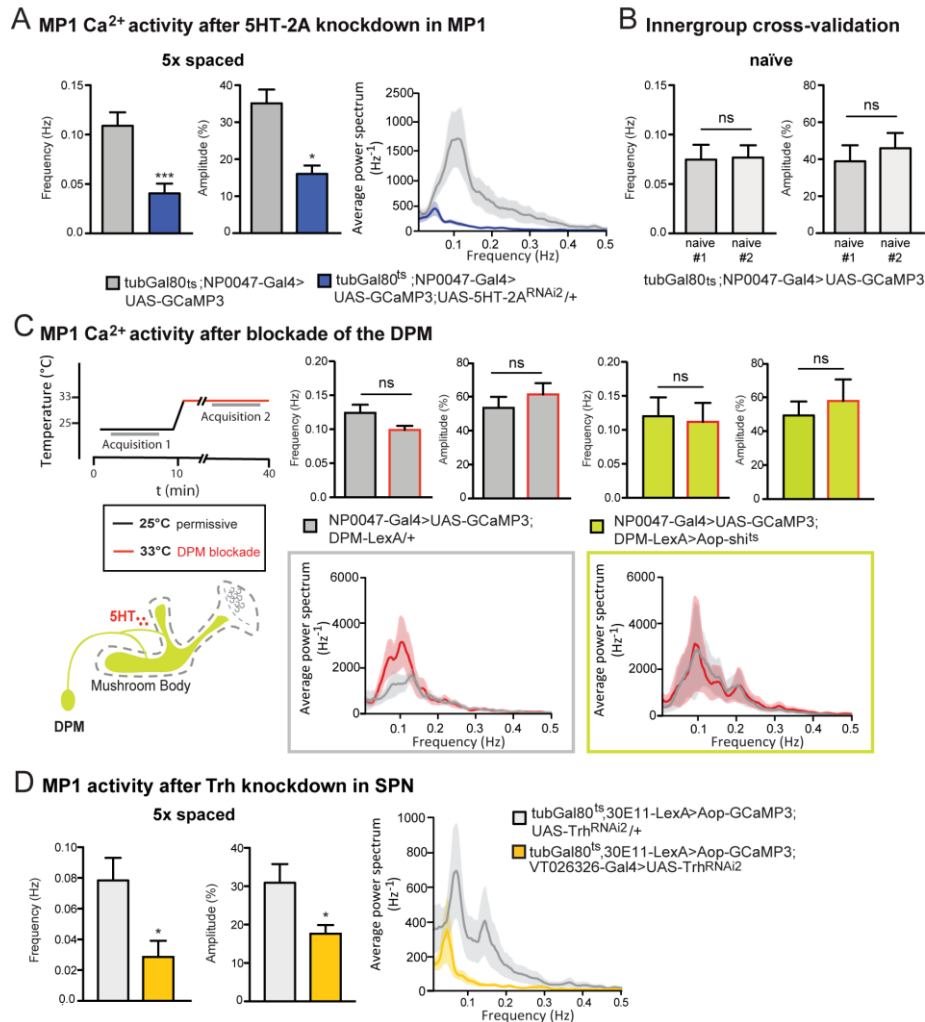 A MP1 Ca2+ activity after 5HT-2A knockdown in MP1
5x spaced
Frequency (Hz)
0.15
0.10
0.05
0.0
***
Amplitude (%)
40
30
20
10
0
*
Average power spectrum
(Hz-1)
2500
2000
1500
1250
500
0
0.1 0.2 0.3 0.4 0.5
Frequency (Hz)
tubGal80ts;NP0047-Gal4>
UAS-GCaMP3
tubGal80ts;NP0047-Gal4>
UAS-GCaMP3;UAS-5HT-2ARNAi2/+
B Innergroup cross-validation
naïve
Frequency (Hz)
0.15
0.10
0.05
0.0
ns
naive
#1
naive
#2
Amplitude (%)
80
60
40
20
0
ns
naive
#1
naive
#2
tubGal80ts;NP0047-Gal4>UAS-GCaMP3
C MP1 Ca2+ activity after blockade of the DPM
Temperature (°C)
33
25
Acquisition 1
Acquisition 2
0 10 40
t (min)
25°C permissive
33°C DPM blockade
5HT
Mushroom Body
DPM
Frequency (Hz)
0.20
0.15
0.10
0.05
0.0
ns
Amplitude (%)
80
60
40
20
0
ns
NP0047-Gal4>UAS-GCaMP3;
DPM-LexA/+
Frequency (Hz)
0.20
0.15
0.10
0.05
0.0
ns
Amplitude (%)
80
60
40
20
0
ns
NP0047-Gal4>UAS-GCaMP3;
DPM-LexA>Aop-shits
Average power spectrum
(Hz-1)
6000
4000
2000
0
0.1 0.2 0.3 0.4 0.5
Frequency (Hz)
Average power spectrum
(Hz-1)
6000
4000
2000
0
0.1 0.2 0.3 0.4 0.5
Frequency (Hz)
D MP1 activity after Trh knockdown in SPN
5x spaced
Frequency (Hz)
0.10
0.08
0.06
0.04
0.02
0.0
*
Amplitude (%)
40
30
20
10
0
*
Average power spectrum
(Hz-1)
1000
800
600
400
200
0
0.1 0.2 0.3 0.4 0.5
Frequency (Hz)
tubGal80ts,30E11-LexA>Aop-GCaMP3;
UAS-TrhRNAi2/+
tubGal80ts,30E11-LexA>Aop-GCaMP3;
VT026326-Gal4>UAS-TrhRNAi2